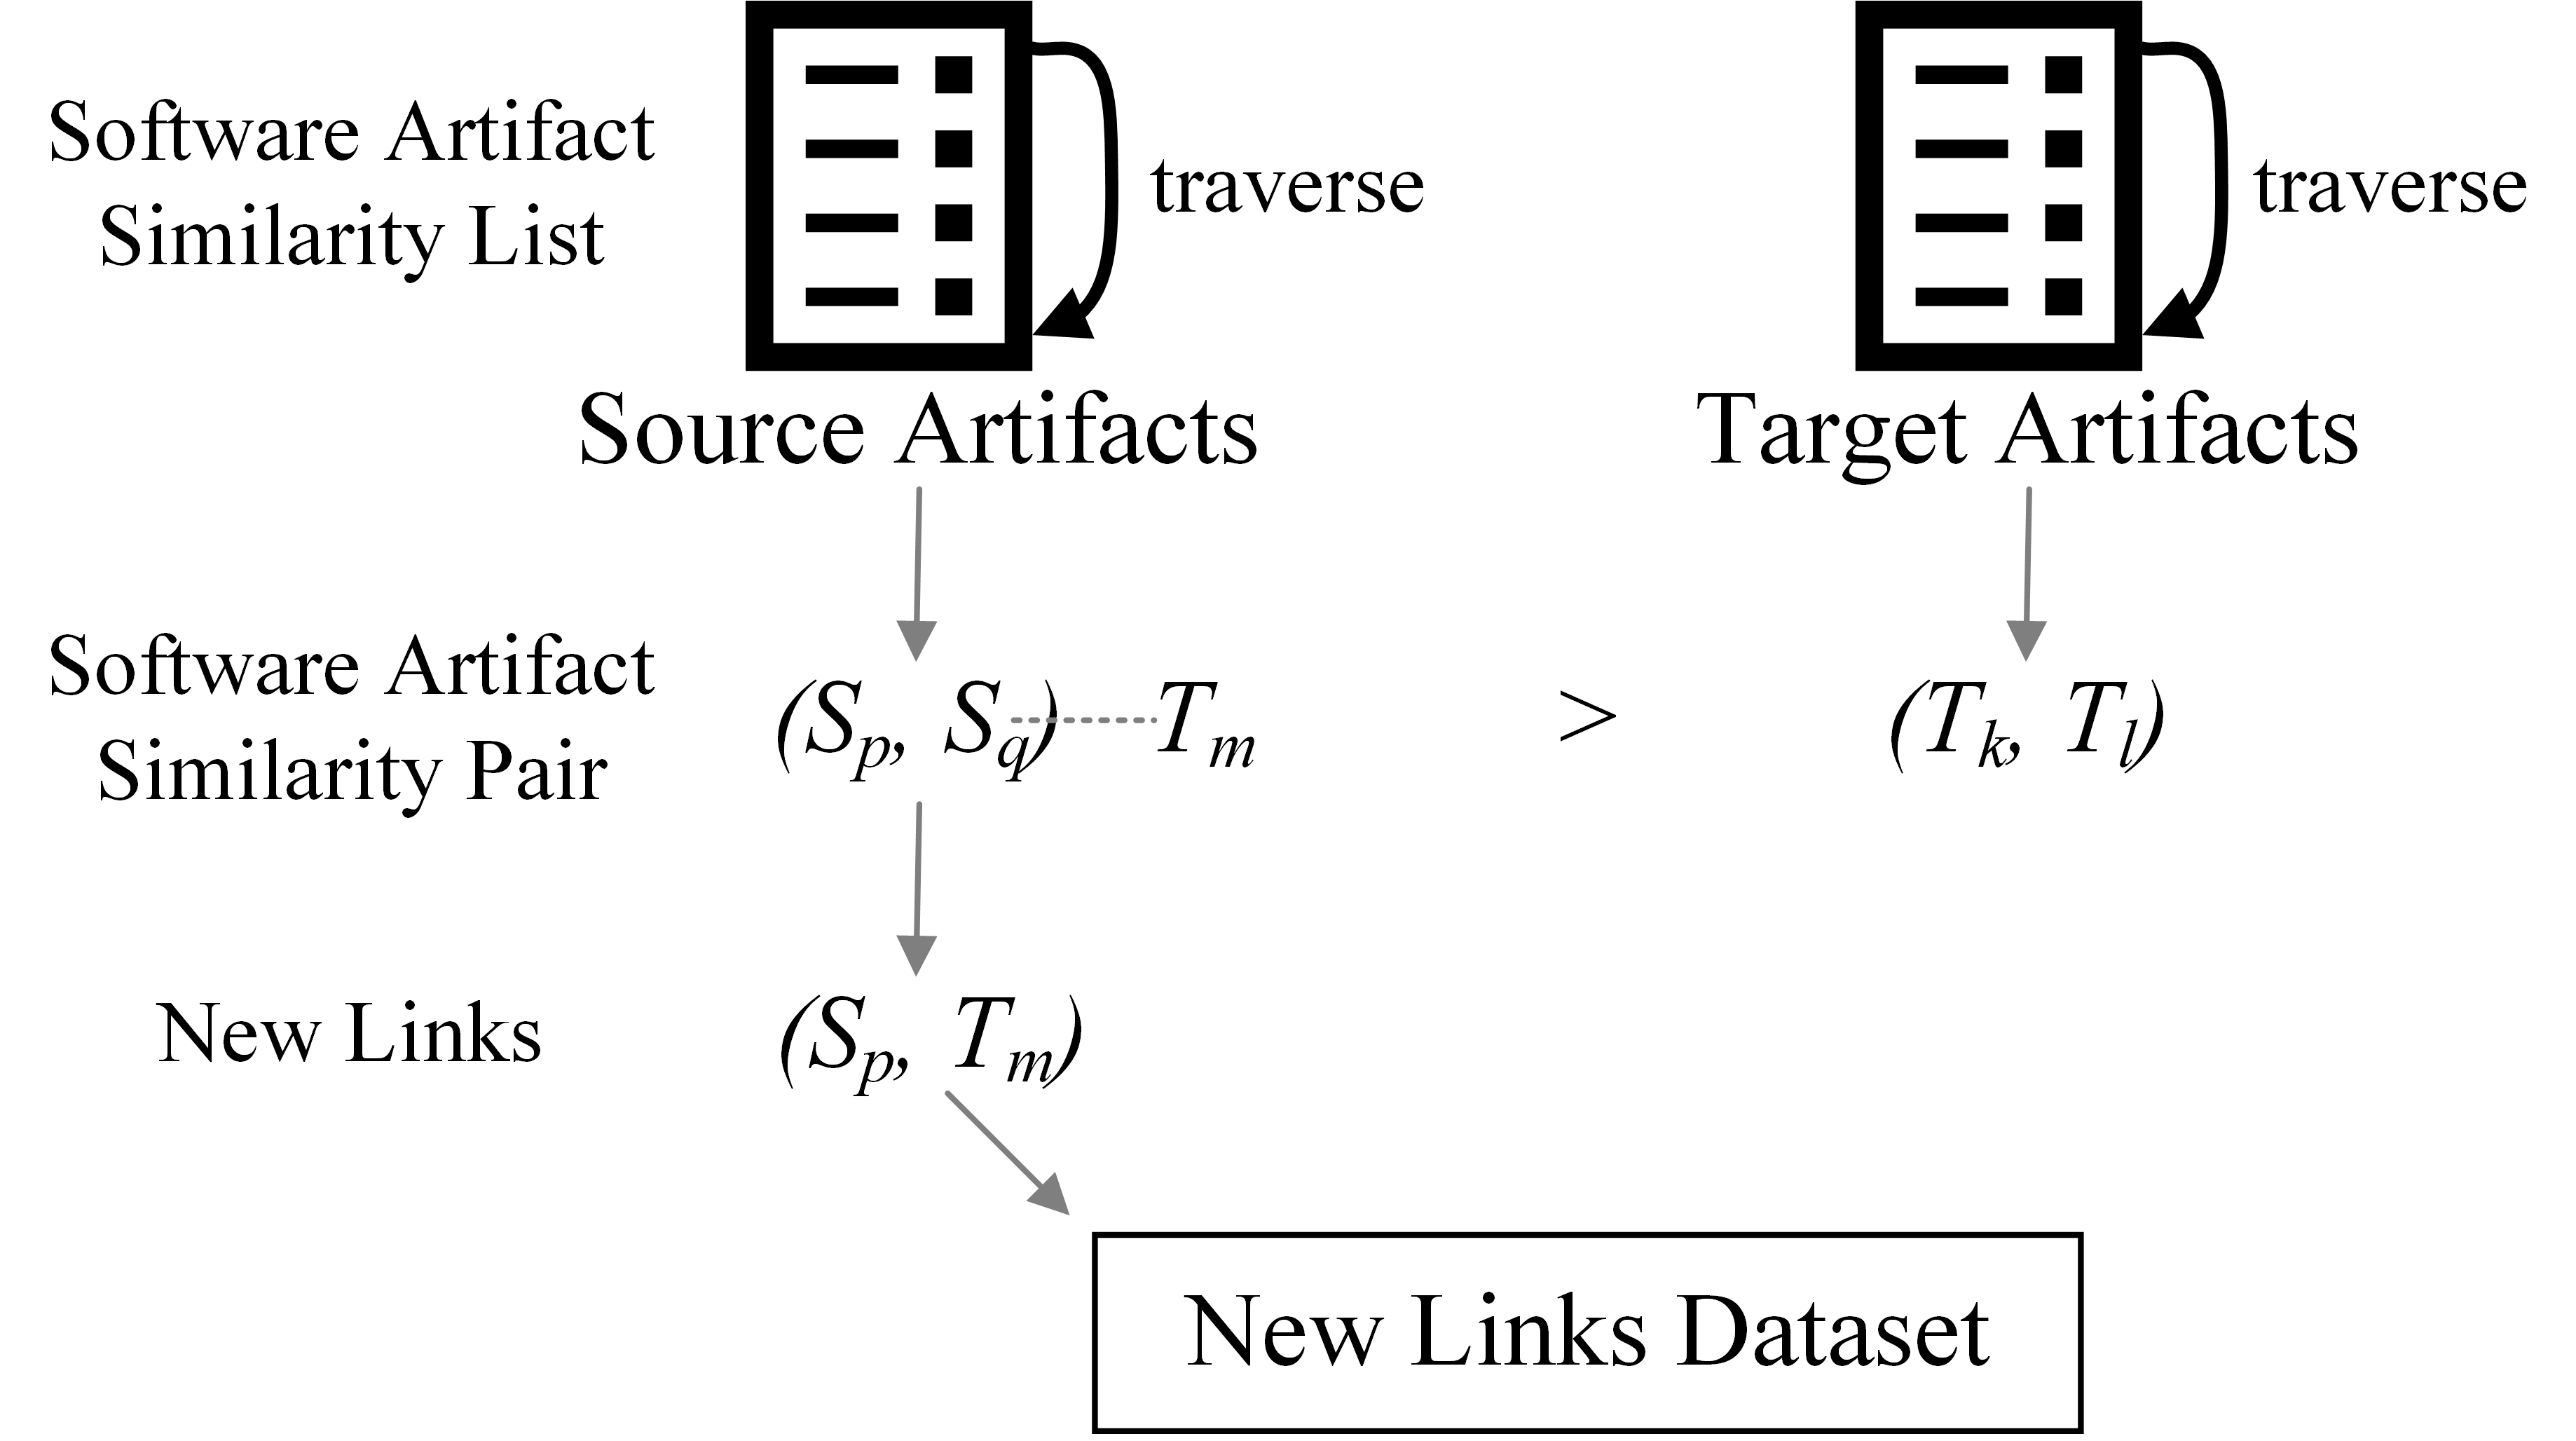 Software Artifact
Similarity List
traverse
traverse
Source Artifacts
Target Artifacts
Software Artifact
Similarity Pair
(Sp, Sq) Tm > (Tk, Tl)
New Links
(Sp, Tm)
New Links Dataset